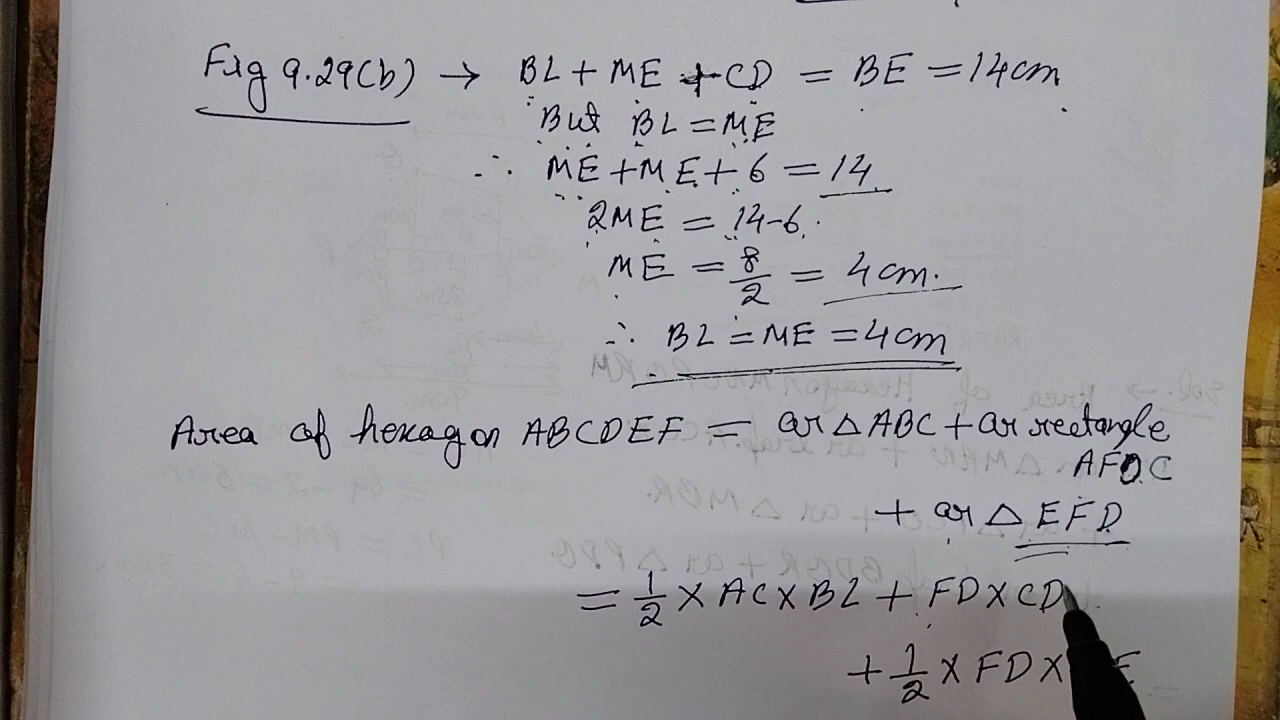 Fig 9.29(b) → BL + ME + CD = BE = 14cm
But BL = ME
∴ ME + ME + 6 = 14
2ME = 14-6
ME = 8/2 = 4cm.
∴ BL = ME = 4cm
Area of hexagon ABCDEF = ar △ ABC + ar rectangle
AFDC
+ ar △ EFD
= 1/2 × AC × BL + FD × CD
+ 1/2 × FD ×